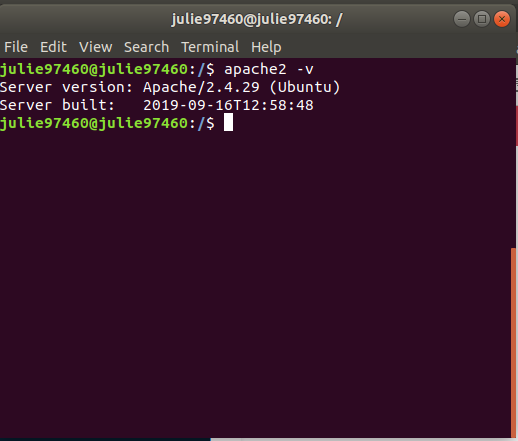 julie97460@julie97460: /
File Edit View Search Terminal Help
julie97460@julie97460:/$ apache2 -v
Server version: Apache/2.4.29 (Ubuntu)
Server built:   2019-09-16T12:58:48
julie97460@julie97460:/$